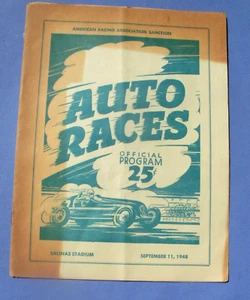 AMERICAN RACING ASSOCIATION SANCTION
AUTO
RACES
OFFICIAL
PROGRAM
25¢
SALINAS STADIUM SEPTEMBER 11, 1948